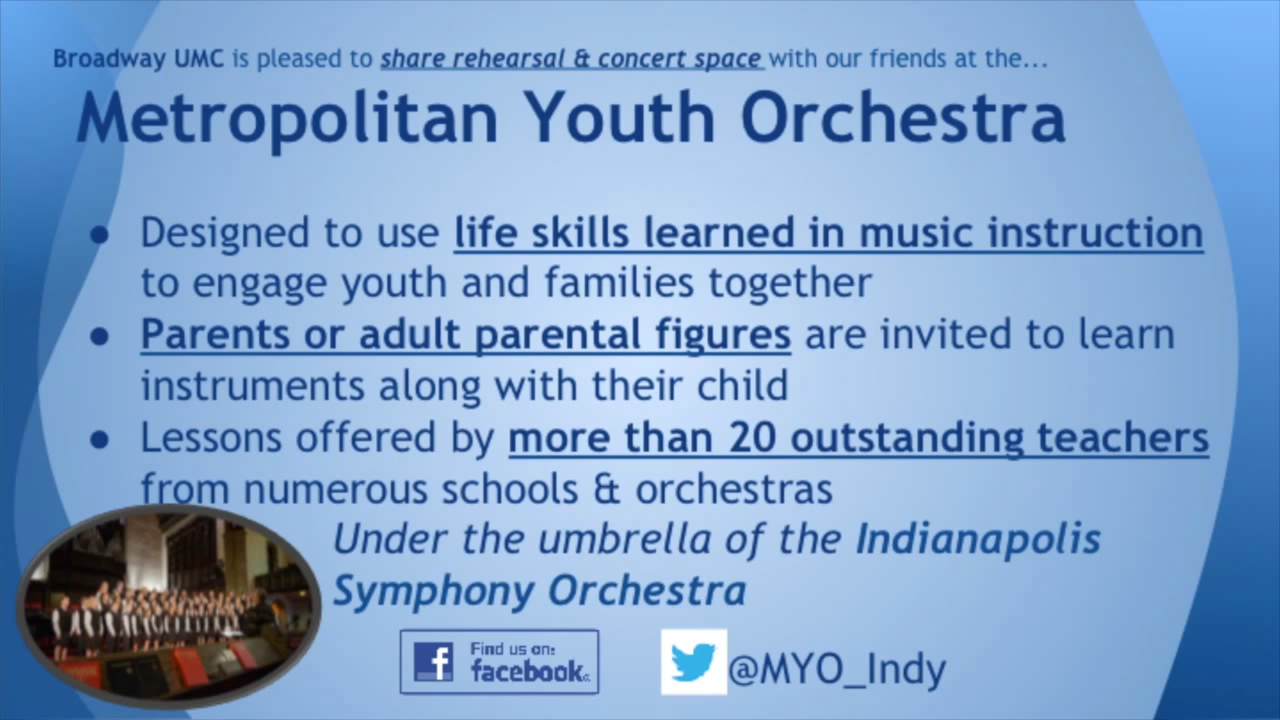 Broadway UMC is pleased to share rehearsal & concert space with our friends at the...
Metropolitan Youth Orchestra
● Designed to use life skills learned in music instruction
to engage youth and families together
● Parents or adult parental figures are invited to learn
instruments along with their child
● Lessons offered by more than 20 outstanding teachers
from numerous schools & orchestras
Under the umbrella of the Indianapolis
Symphony Orchestra
Find us on:
facebook.
@MYO_Indy